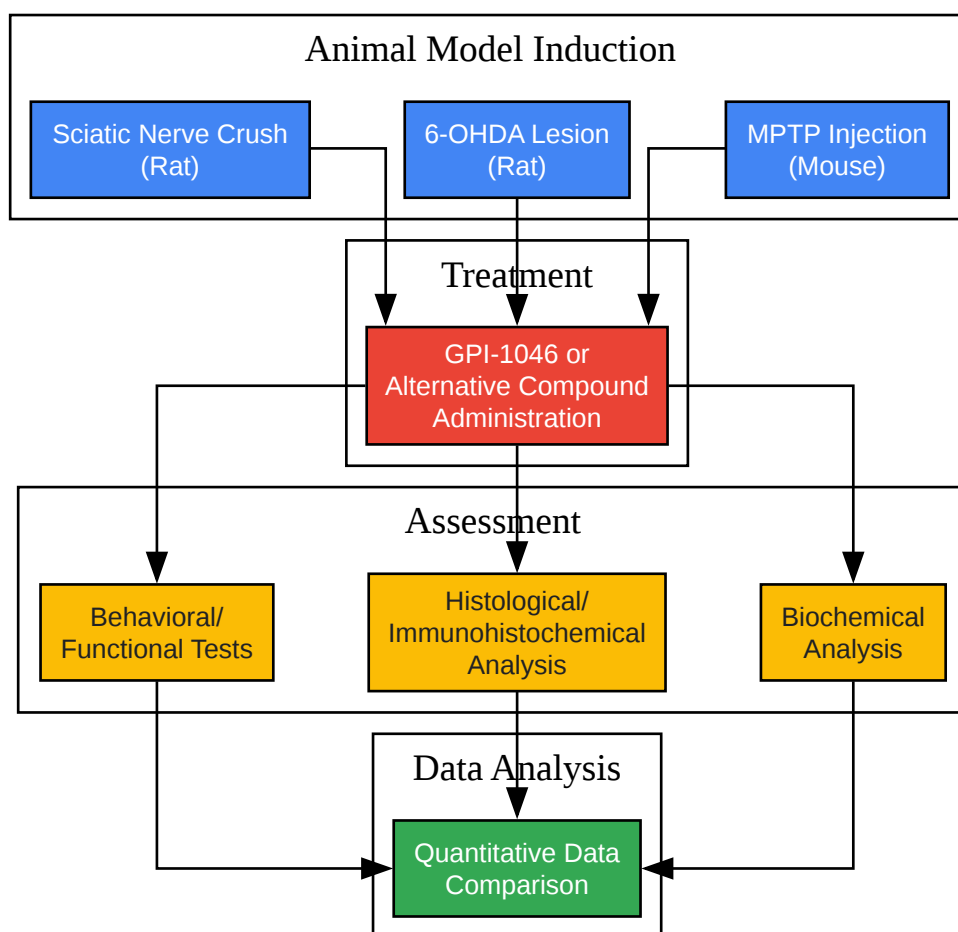 Animal Model Induction
Sciatic Nerve Crush
(Rat)
6-OHDA Lesion
(Rat)
MPTP Injection
(Mouse)
Treatment
GPI-1046 or
Alternative Compound
Administration
Assessment
Behavioral/
Functional Tests
Histological/
Immunohistochemical
Analysis
Biochemical
Analysis
Data Analysis
Quantitative Data
Comparison